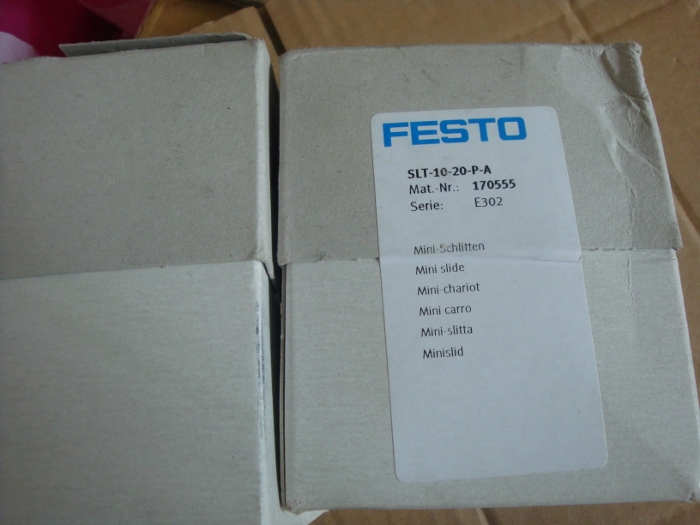 FESTO
SLT-10-20-P-A
Mat.-Nr.: 170555
Serie: E302
Mini-Schlitten
Mini slide
Mini-chariot
Mini carro
Mini-slitta
Minislid